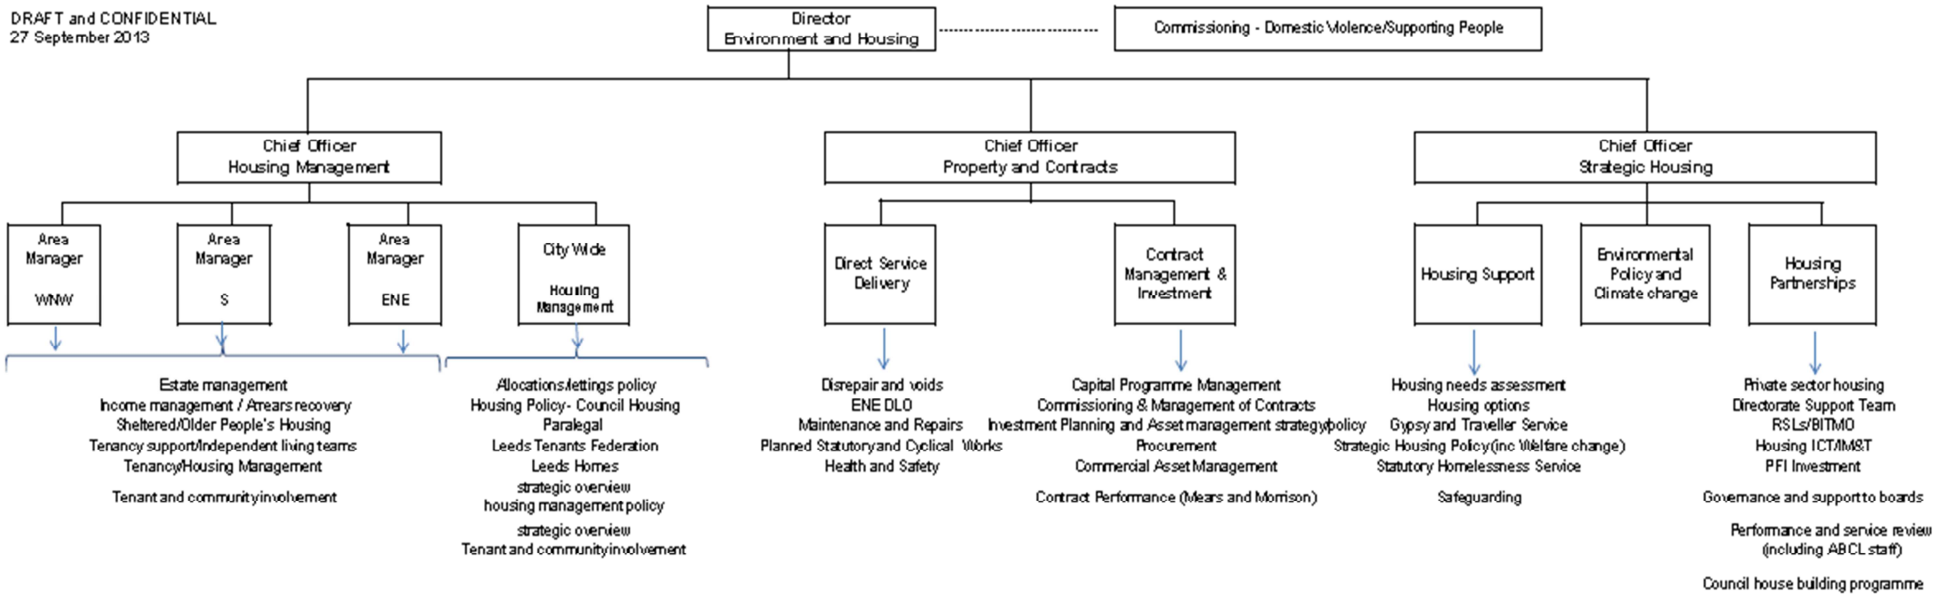 DRAFT and CONFIDENTIAL
27 September 2013
Director
Environment and Housing
Commissioning - Domestic Violence/Supporting People
Chief Officer
Housing Management
Chief Officer
Property and Contracts
Chief Officer
Strategic Housing
Area
Manager
WNW
Area
Manager
S
Area
Manager
ENE
City Wide
Housing
Management
Direct Service
Delivery
Contract
Management &
Investment
Housing Support
Environmental
Policy and
Climate change
Housing
Partnerships
Estate management
Income management / Arrears recovery
Sheltered/Older People's Housing
Tenancy support/Independent living teams
Tenancy/Housing Management
Tenant and community involvement
Allocations/lettings policy
Housing Policy- Council Housing
Paralegal
Leeds Tenants Federation
Leeds Homes
strategic overview
housing management policy
strategic overview
Tenant and community involvement
Disrepair and voids
ENE DLO
Maintenance and Repairs
Planned Statutory and Cyclical Works
Health and Safety
Capital Programme Management
Commissioning & Management of Contracts
Investment Planning and Asset management strategy/policy
Procurement
Commercial Asset Management
Contract Performance (Mears and Morrison)
Housing needs assessment
Housing options
Gypsy and Traveller Service
Strategic Housing Policy (inc Welfare change)
Statutory Homelessness Service
Safeguarding
Private sector housing
Directorate Support Team
RSLs/BITMO
Housing ICT/IM&T
PFI Investment
Governance and support to boards
Performance and service review
(including ABCL staff)
Council house building programme